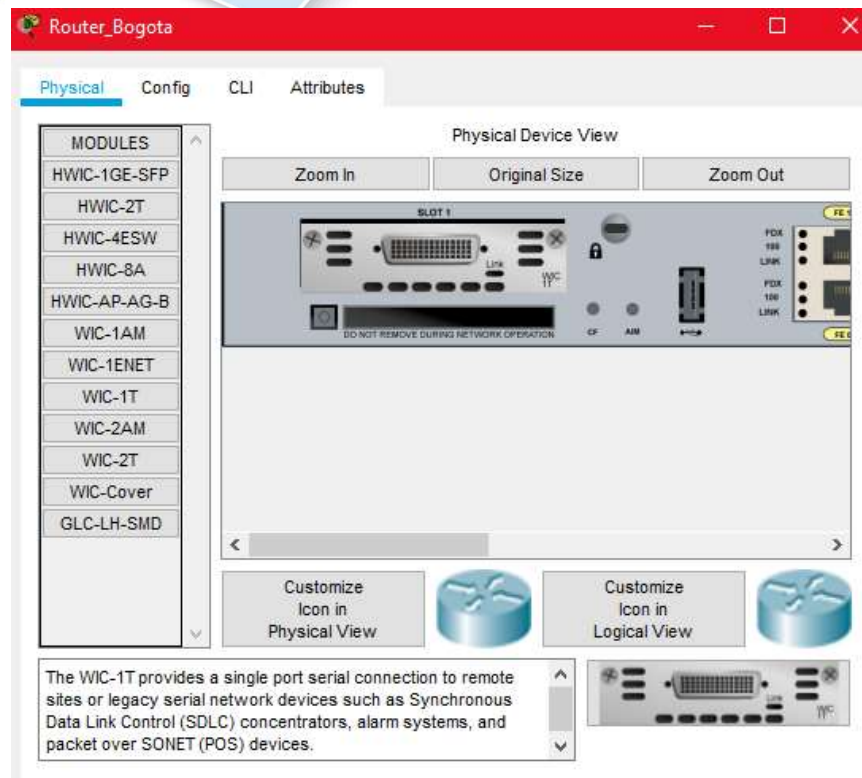 Router_Bogota
Physical Config CLI Attributes
MODULES
HWIC-1GE-SFP
HWIC-2T
HWIC-4ESW
HWIC-8A
HWIC-AP-AG-B
WIC-1AM
WIC-1ENET
WIC-1T
WIC-2AM
WIC-2T
WIC-Cover
GLC-LH-SMD
Physical Device View
Zoom In Original Size Zoom Out
SLOT 1
Link
WIC
1T
DO NOT REMOVE DURING NETWORK OPERATION
CF AIM
FE
FDX
100
LINK
FDX
100
LINK
FE
Customize
Icon in
Physical View
Customize
Icon in
Logical View
The WIC-1T provides a single port serial connection to remote
sites or legacy serial network devices such as Synchronous
Data Link Control (SDLC) concentrators, alarm systems, and
packet over SONET (POS) devices.